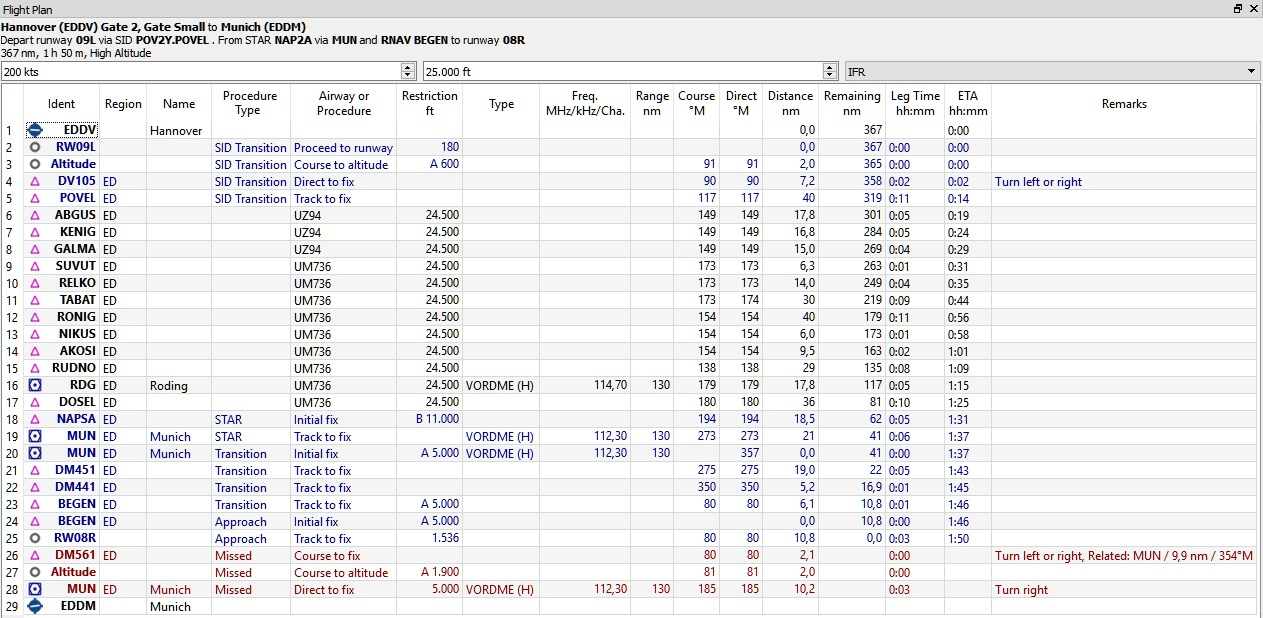 Flight Plan
Hannover (EDDV) Gate 2, Gate Small to Munich (EDDM)
Depart runway 09L via SID POV2Y.POVEL . From STAR NAP2A via MUN and RNAV BEGEN to runway 08R
367 nm, 1 h 50 m, High Altitude
200 kts 25.000 ft IFR
Ident Region Name Procedure Type Airway or Procedure Restriction ft Type Freq. MHz/kHz/Cha. Range nm Course °M Direct °M Distance nm Remaining nm Leg Time hh:mm ETA hh:mm Remarks
1 EDDV Hannover 0,0 367 0:00
2 RW09L SID Transition Proceed to runway 180 0,0 367 0:00 0:00
3 Altitude SID Transition Course to altitude A 600 91 91 2,0 365 0:00 0:00
4 DV105 ED SID Transition Direct to fix 90 90 7,2 358 0:02 0:02 Turn left or right
5 POVEL ED SID Transition Track to fix 117 117 40 319 0:11 0:14
6 ABGUS ED UZ94 24.500 149 149 17,8 301 0:05 0:19
7 KENIG ED UZ94 24.500 149 149 16,8 284 0:05 0:24
8 GALMA ED UZ94 24.500 149 149 15,0 269 0:04 0:29
9 SUVUT ED UM736 24.500 173 173 6,3 263 0:01 0:31
10 RELKO ED UM736 24.500 173 173 14,0 249 0:04 0:35
11 TABAT ED UM736 24.500 173 174 30 219 0:09 0:44
12 RONIG ED UM736 24.500 154 154 40 179 0:11 0:56
13 NIKUS ED UM736 24.500 154 154 6,0 173 0:01 0:58
14 AKOSI ED UM736 24.500 154 154 9,5 163 0:02 1:01
15 RUDNO ED UM736 24.500 138 138 29 135 0:08 1:09
16 RDG ED Roding UM736 24.500 VORDME (H) 114,70 130 179 179 17,8 117 0:05 1:15
17 DOSEL ED UM736 24.500 180 180 36 81 0:10 1:25
18 NAPSA ED STAR Initial fix B 11.000 194 194 18,5 62 0:05 1:31
19 MUN ED Munich STAR Track to fix VORDME (H) 112,30 130 273 273 21 41 0:06 1:37
20 MUN ED Munich Transition Initial fix A 5.000 VORDME (H) 112,30 130 357 0,0 41 0:00 1:37
21 DM451 ED Transition Track to fix 275 275 19,0 22 0:05 1:43
22 DM441 ED Transition Track to fix 350 350 5,2 16,9 0:01 1:45
23 BEGEN ED Transition Track to fix A 5.000 80 80 6,1 10,8 0:01 1:46
24 BEGEN ED Approach Initial fix A 5.000 0,0 10,8 0:00 1:46
25 RW08R Approach Track to fix 1.536 80 80 10,8 0,0 0:03 1:50
26 DM561 ED Missed Course to fix 80 80 2,1 0:00 Turn left or right, Related: MUN / 9,9 nm / 354°M
27 Altitude Missed Course to altitude A 1.900 81 81 2,0 0:00
28 MUN ED Munich Missed Direct to fix 5.000 VORDME (H) 112,30 130 185 185 10,2 0:03 Turn right
29 EDDM Munich